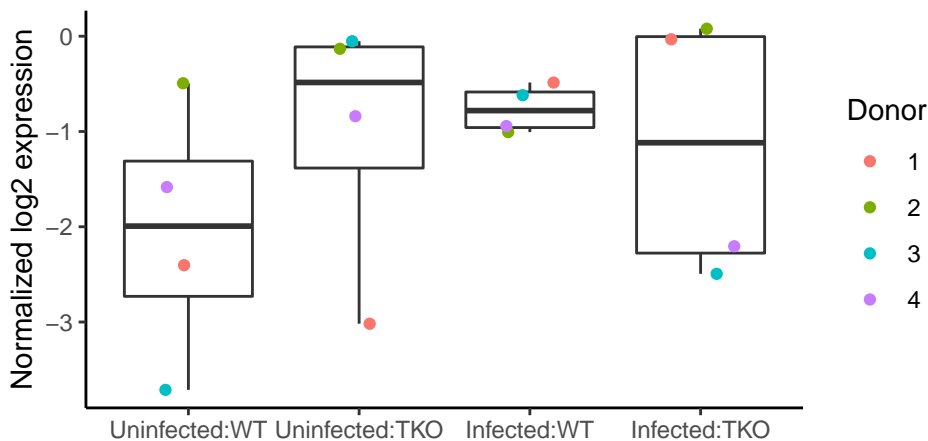 Normalized log2 expression
0
−1
−2
−3
Uninfected:WT Uninfected:TKO Infected:WT Infected:TKO
Donor
1
2
3
4